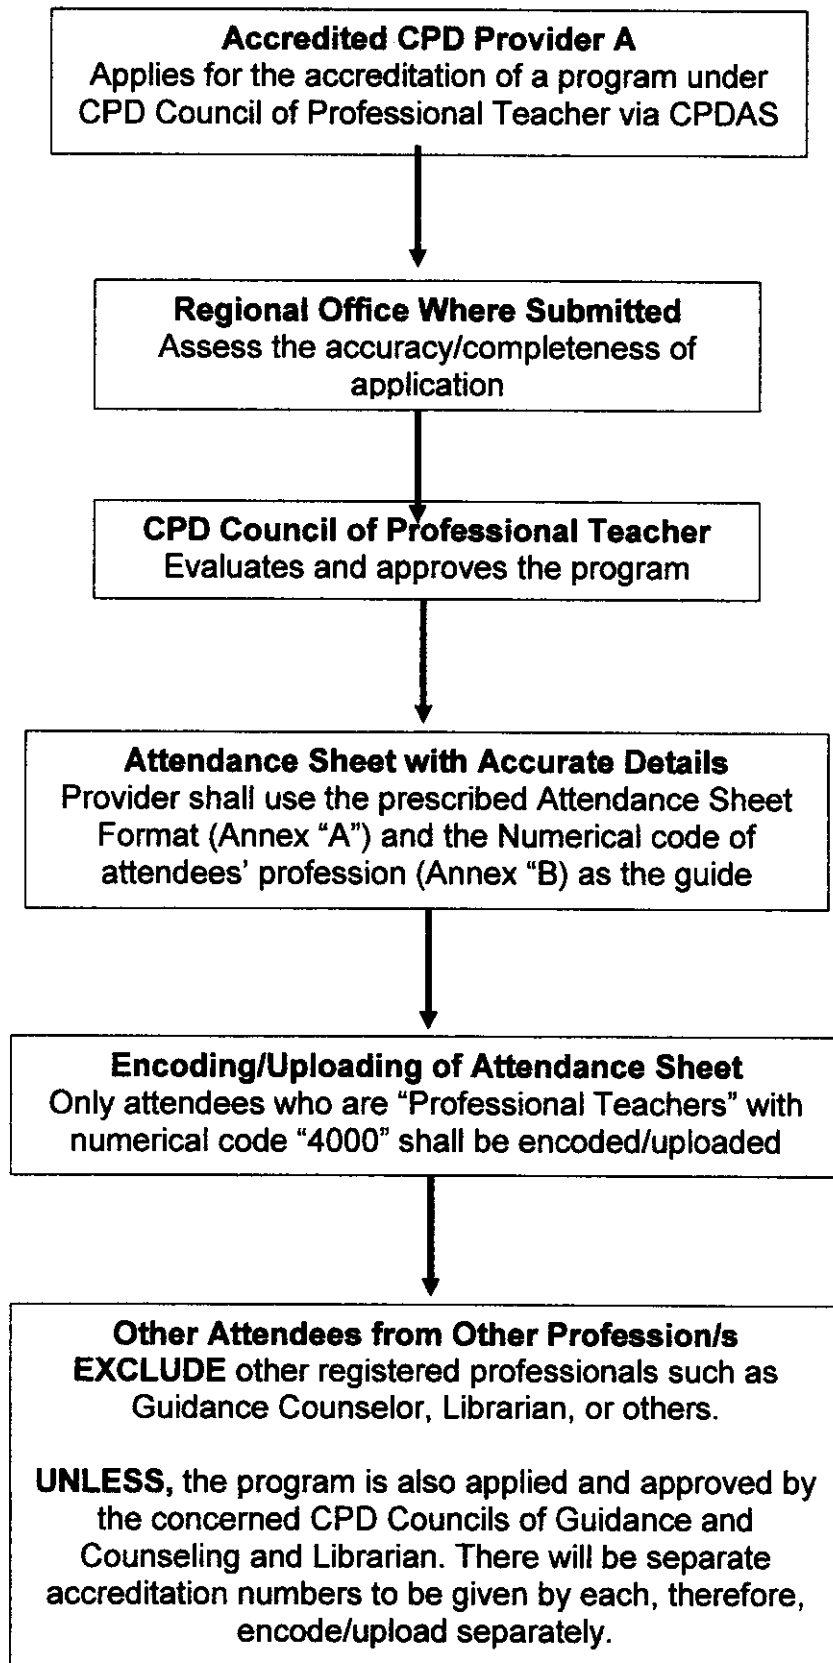 Accredited CPD Provider A
Applies for the accreditation of a program under
CPD Council of Professional Teacher via CPDAS
Regional Office Where Submitted
Assess the accuracy/completeness of
application
CPD Council of Professional Teacher
Evaluates and approves the program
Attendance Sheet with Accurate Details
Provider shall use the prescribed Attendance Sheet
Format (Annex “A”) and the Numerical code of
attendees’ profession (Annex “B) as the guide
Encoding/Uploading of Attendance Sheet
Only attendees who are “Professional Teachers” with
numerical code “4000” shall be encoded/uploaded
Other Attendees from Other Profession/s
EXCLUDE other registered professionals such as
Guidance Counselor, Librarian, or others.
UNLESS, the program is also applied and approved by
the concerned CPD Councils of Guidance and
Counseling and Librarian. There will be separate
accreditation numbers to be given by each, therefore,
encode/upload separately.